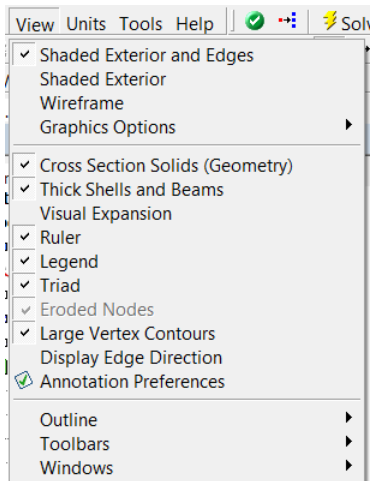 View Units Tools Help Solv
Shaded Exterior and Edges
Shaded Exterior
Wireframe
Graphics Options
Cross Section Solids (Geometry)
Thick Shells and Beams
Visual Expansion
Ruler
Legend
Triad
Eroded Nodes
Large Vertex Contours
Display Edge Direction
Annotation Preferences
Outline
Toolbars
Windows